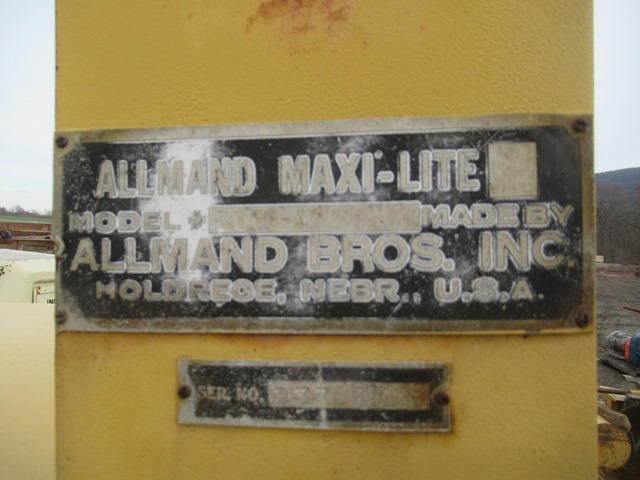 ALLMAND MAXI-LITE
MODEL # MADE BY
ALLMAND BROS. INC.
HOLDREGE, NEBR., U.S.A.
SER. NO.